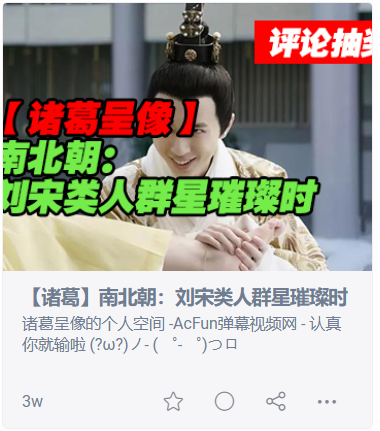 评论抽奖
【诸葛呈像】
南北朝：
刘宋类人群星璀璨时
【诸葛】南北朝：刘宋类人群星璀璨时
诸葛呈像的个人空间 -AcFun弹幕视频网 - 认真
你就输啦 (?ω?)ノ- ( ゜- ゜)つロ
3w